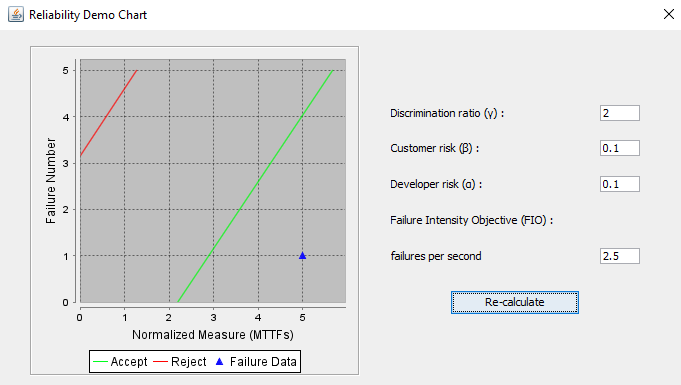 Reliability Demo Chart
5
4
3
2
1
0
Failure Number
0 1 2 3 4 5
Normalized Measure (MTTFs)
Accept Reject Failure Data
Discrimination ratio (γ) : 2
Customer risk (β) : 0.1
Developer risk (α) : 0.1
Failure Intensity Objective (FIO) :
failures per second 2.5
Re-calculate